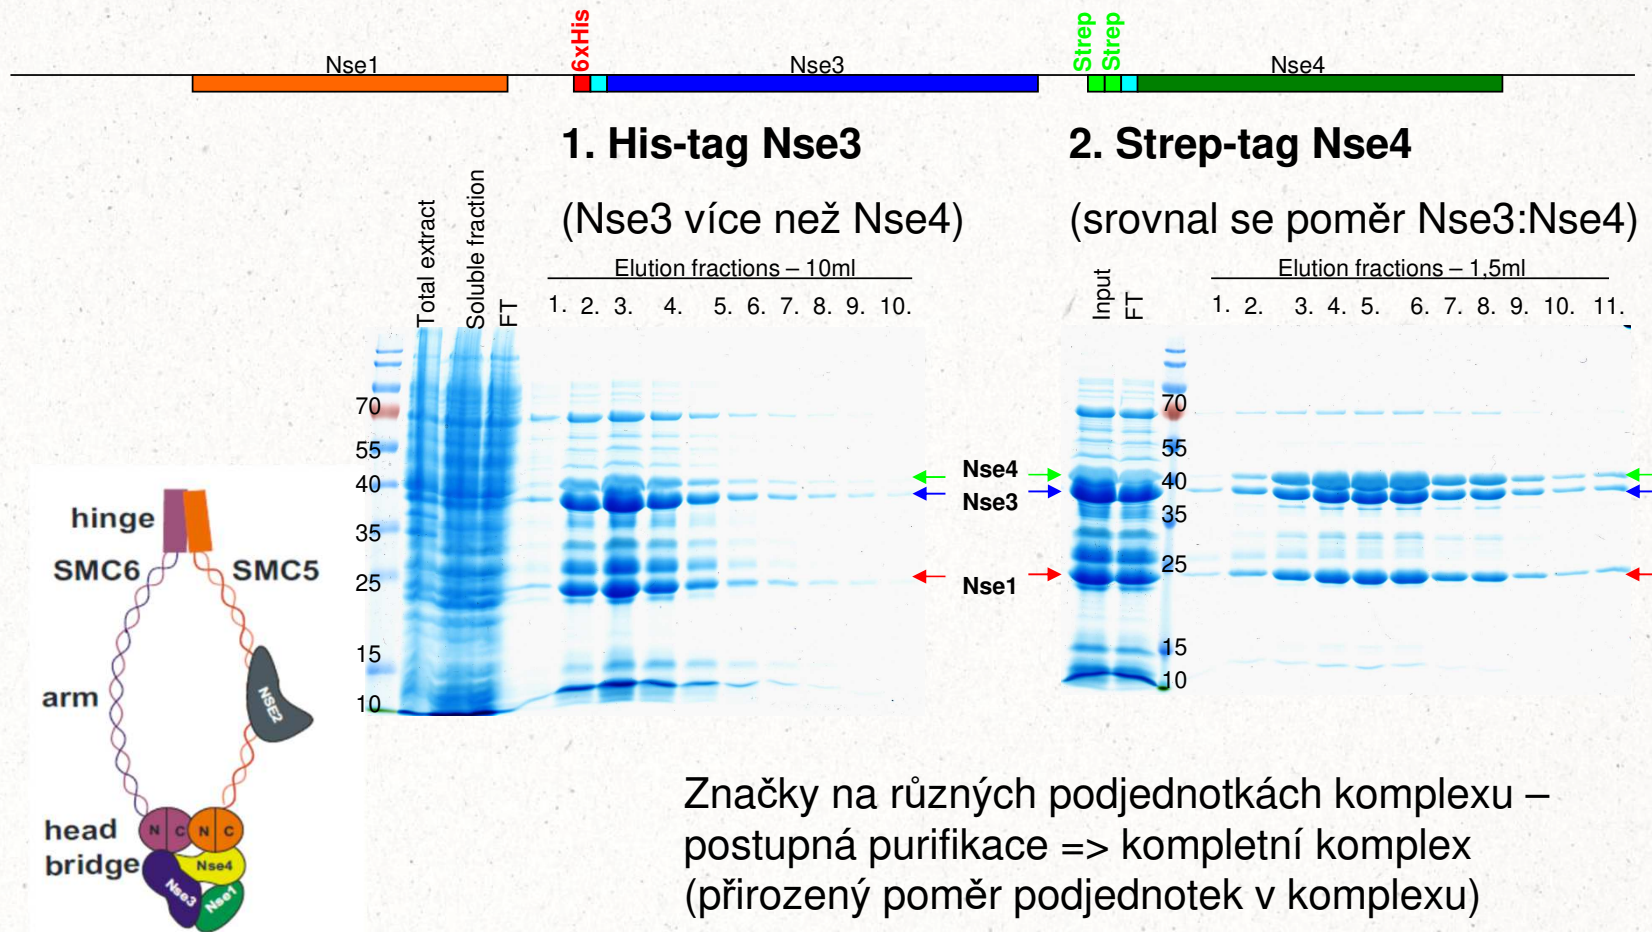 Nse1
6xHis
Nse3
Strep
Strep
Nse4
1. His-tag Nse3
(Nse3 více než Nse4)
2. Strep-tag Nse4
(srovnal se poměr Nse3:Nse4)
Total extract
Soluble fraction
FT
Elution fractions – 10ml
1. 2. 3. 4. 5. 6. 7. 8. 9. 10.
Input
FT
Elution fractions – 1,5ml
1. 2. 3. 4. 5. 6. 7. 8. 9. 10. 11.
70
55
40
35
25
15
10
Nse4
Nse3
Nse1
70
55
40
35
25
15
10
hinge
SMC6
SMC5
arm
NSE2
head
N C N C
bridge
Nse4
Nse3
Nse1
Značky na různých podjednotkách komplexu –
postupná purifikace => kompletní komplex
(přirozený poměr podjednotek v komplexu)